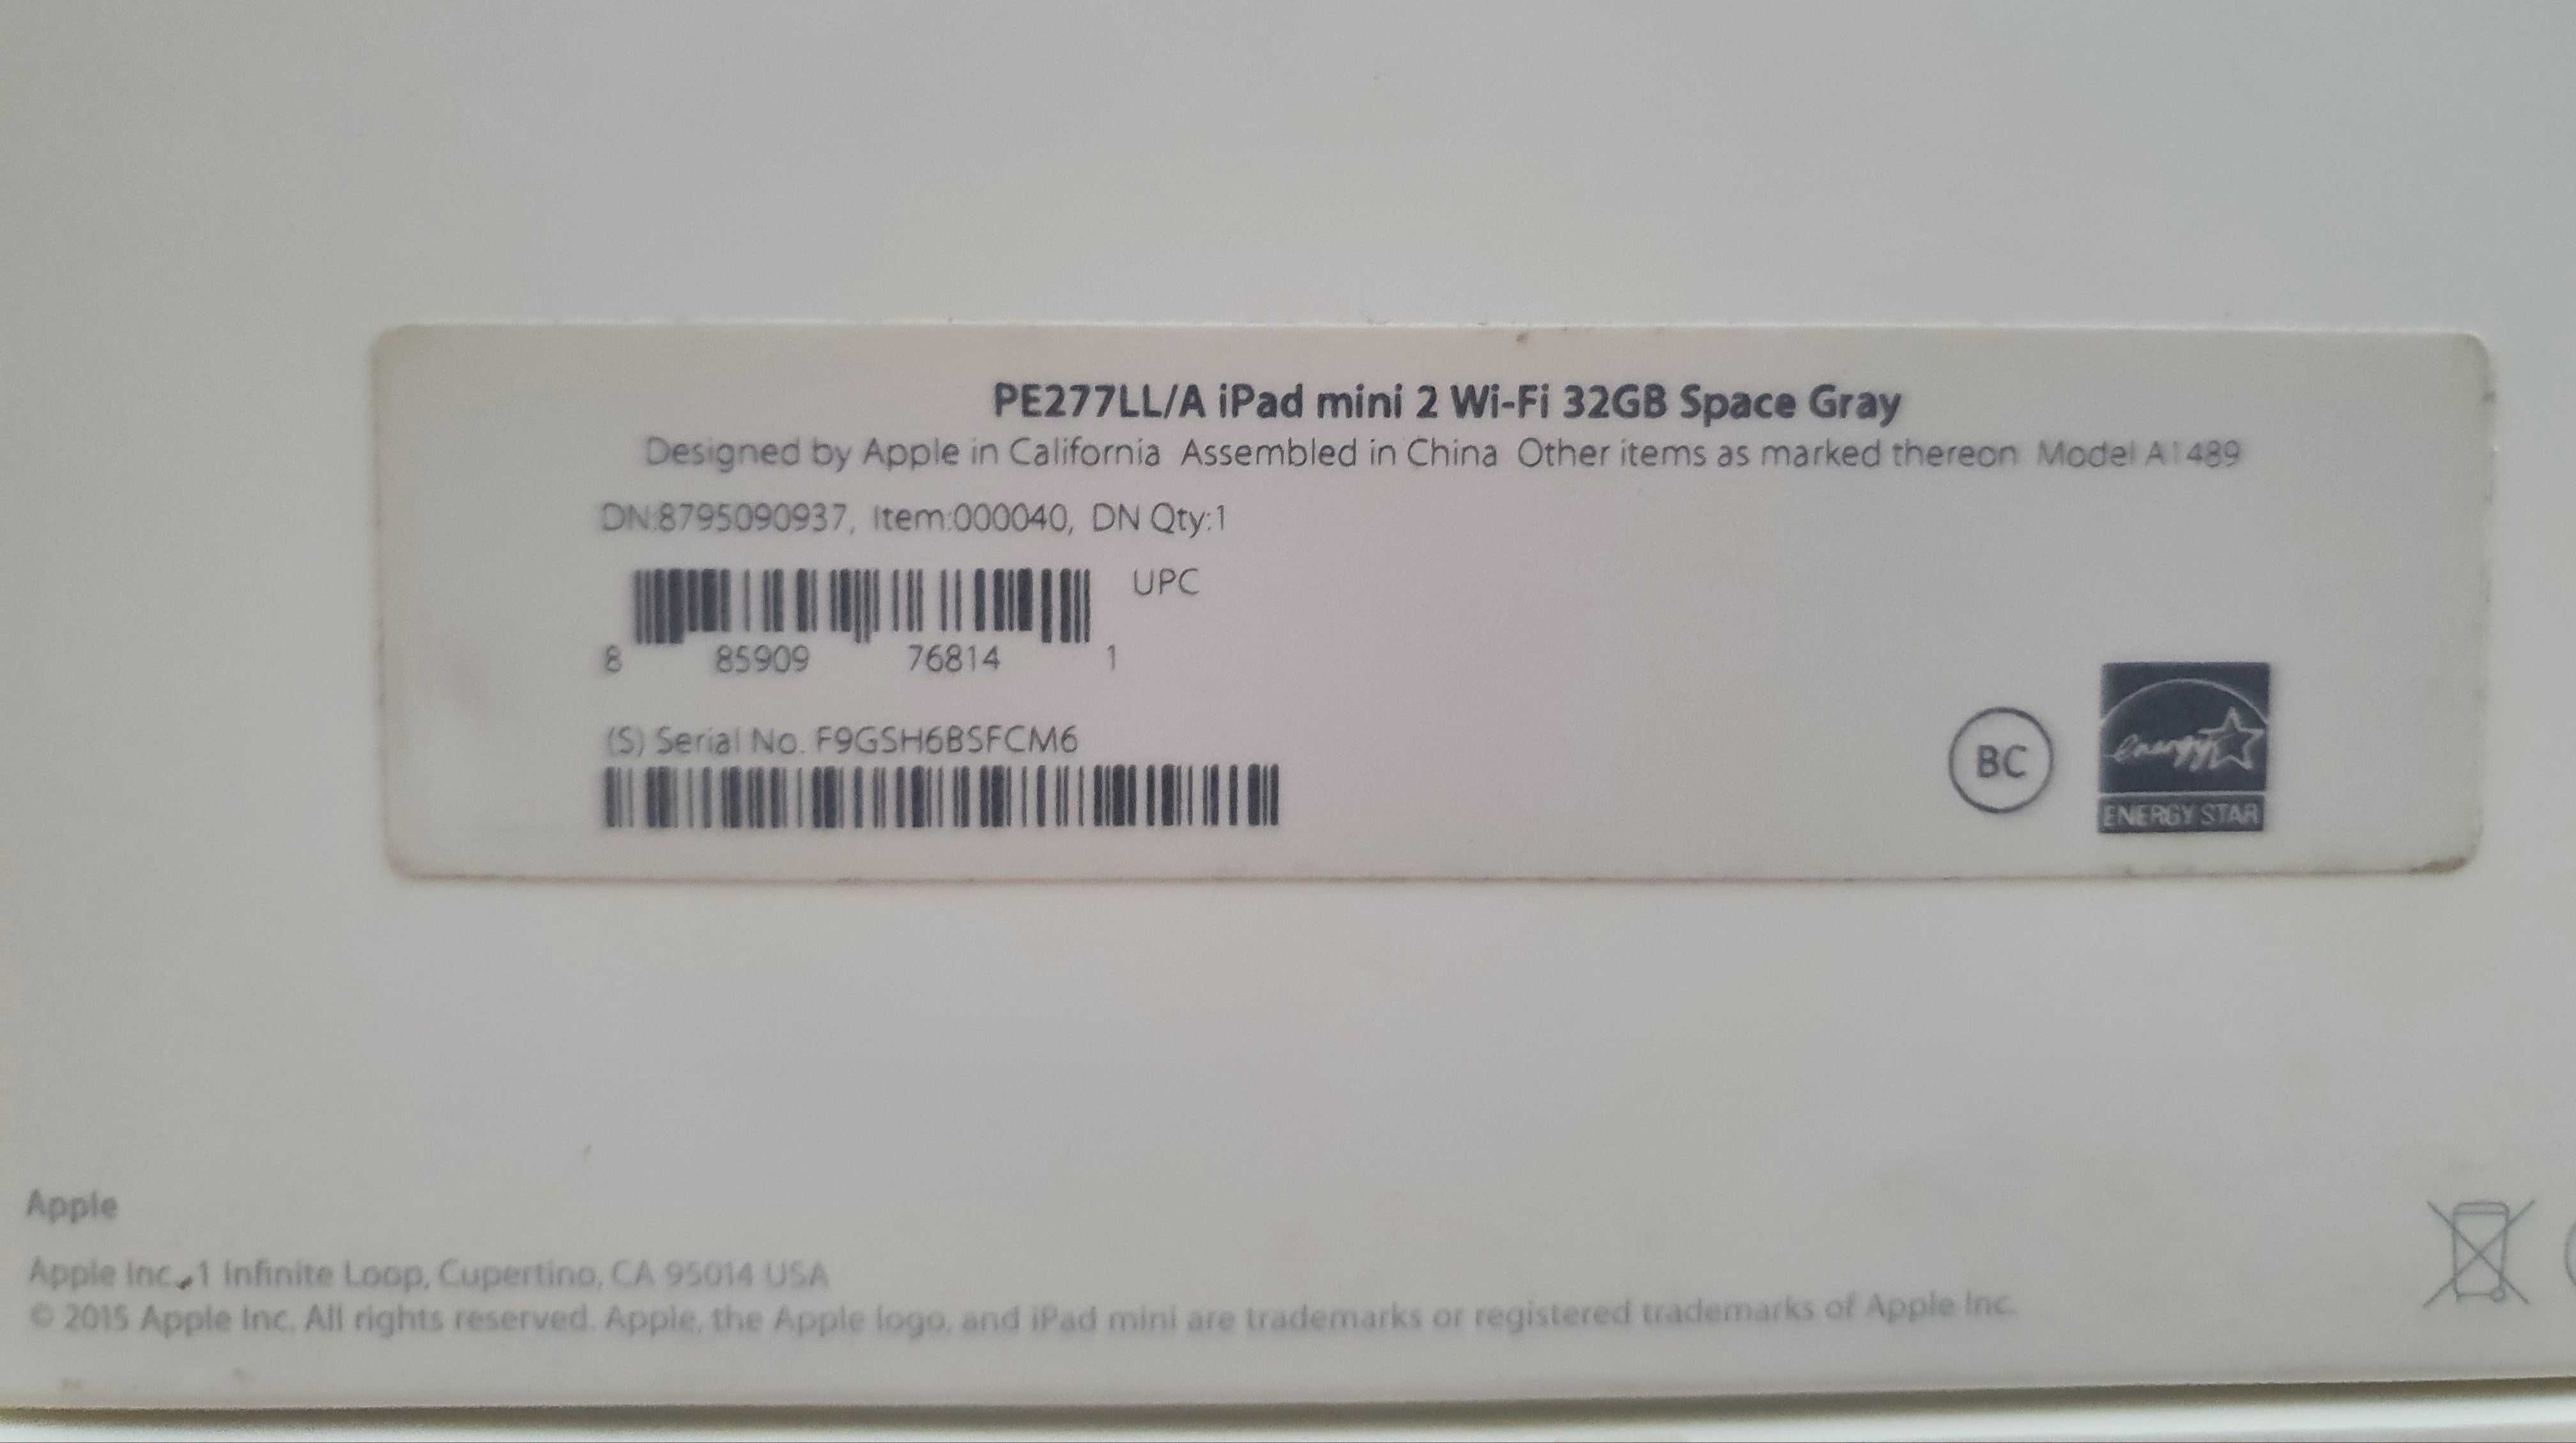 PE277LL/A iPad mini 2 Wi-Fi 32GB Space Gray
Designed by Apple in California Assembled in China Other items as marked thereon Model A1489
DN:8795090937, Item:000040, DN Qty:1
UPC
8 85909 76814 1
(S) Serial No. F9GSH6BSFCM6
BC
energy
ENERGY STAR
Apple
Apple Inc., 1 Infinite Loop, Cupertino, CA 95014 USA
© 2015 Apple Inc. All rights reserved. Apple, the Apple logo, and iPad mini are trademarks or registered trademarks of Apple Inc.